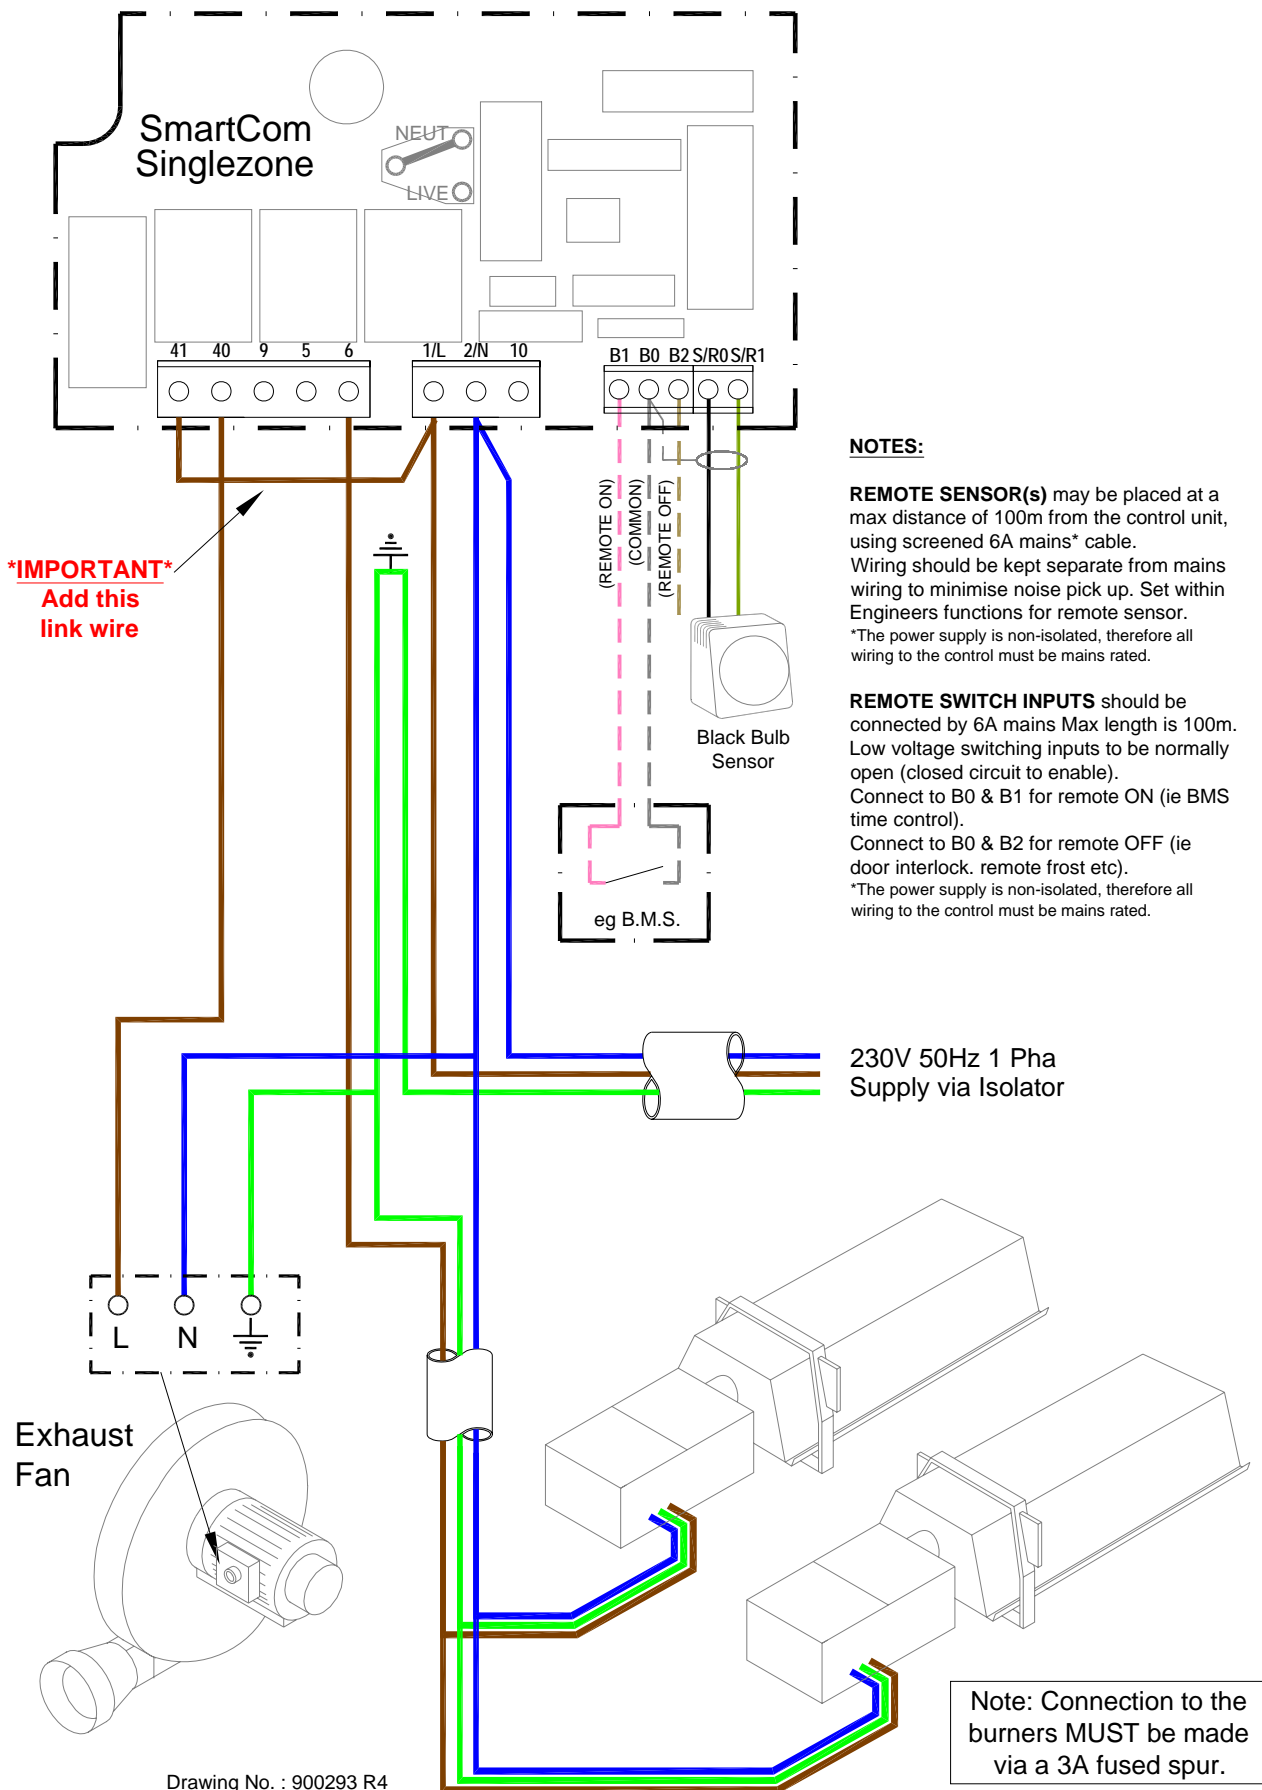 SmartCom
Singlezone
NEUT
LIVE
41 40 9 5 6 1/L 2/N 10 B1 B0 B2 S/R0 S/R1
(REMOTE ON)
(COMMON)
(REMOTE OFF)
*IMPORTANT*
Add this
link wire
Black Bulb
Sensor
eg B.M.S.
NOTES:
REMOTE SENSOR(s) may be placed at a
max distance of 100m from the control unit,
using screened 6A mains* cable.
Wiring should be kept separate from mains
wiring to minimise noise pick up. Set within
Engineers functions for remote sensor.
*The power supply is non-isolated, therefore all
wiring to the control must be mains rated.
REMOTE SWITCH INPUTS should be
connected by 6A mains Max length is 100m.
Low voltage switching inputs to be normally
open (closed circuit to enable).
Connect to B0 & B1 for remote ON (ie BMS
time control).
Connect to B0 & B2 for remote OFF (ie
door interlock. remote frost etc).
*The power supply is non-isolated, therefore all
wiring to the control must be mains rated.
230V 50Hz 1 Pha
Supply via Isolator
L N
Exhaust
Fan
Note: Connection to the
burners MUST be made
via a 3A fused spur.
Drawing No. : 900293 R4